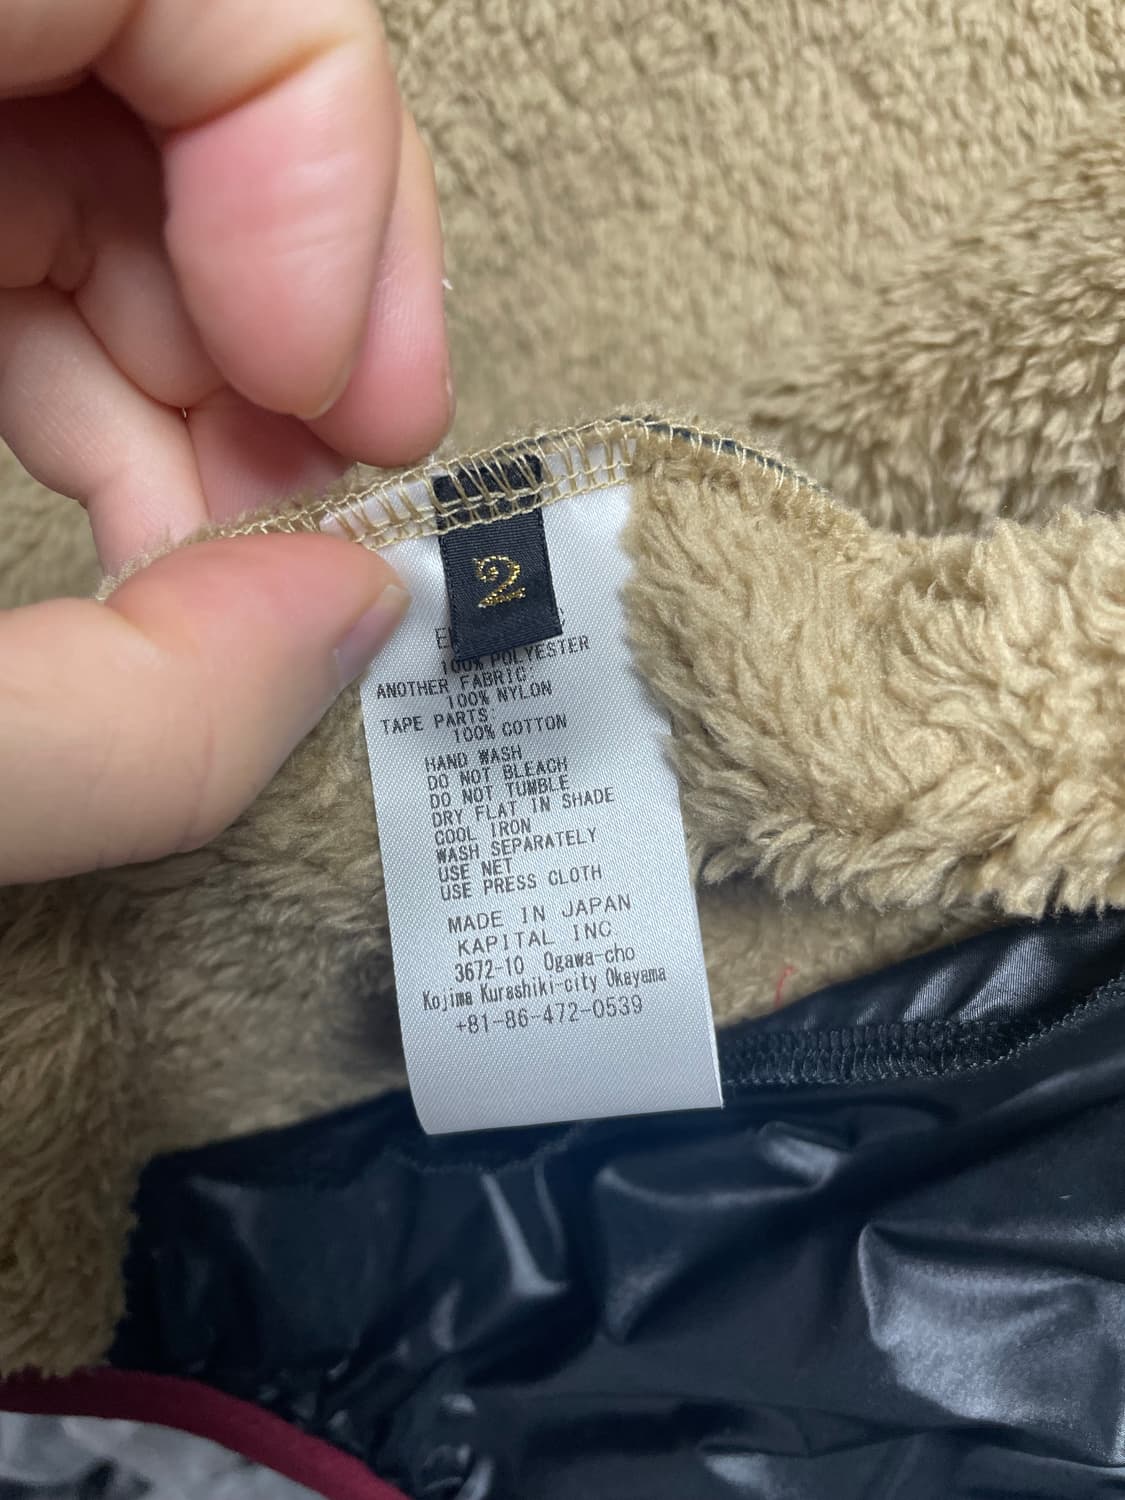 2
100% POLYESTER
ANOTHER FABRIC
100% NYLON
TAPE PARTS
100% COTTON
HAND WASH
DO NOT BLEACH
DO NOT TUMBLE
DRY FLAT IN SHADE
COOL IRON
WASH SEPARATELY
USE NET
USE PRESS CLOTH
MADE IN JAPAN
KAPITAL INC.
3672-10 Ogawa-cho
Kojima Kurashiki-city Okayama
+81-86-472-0539